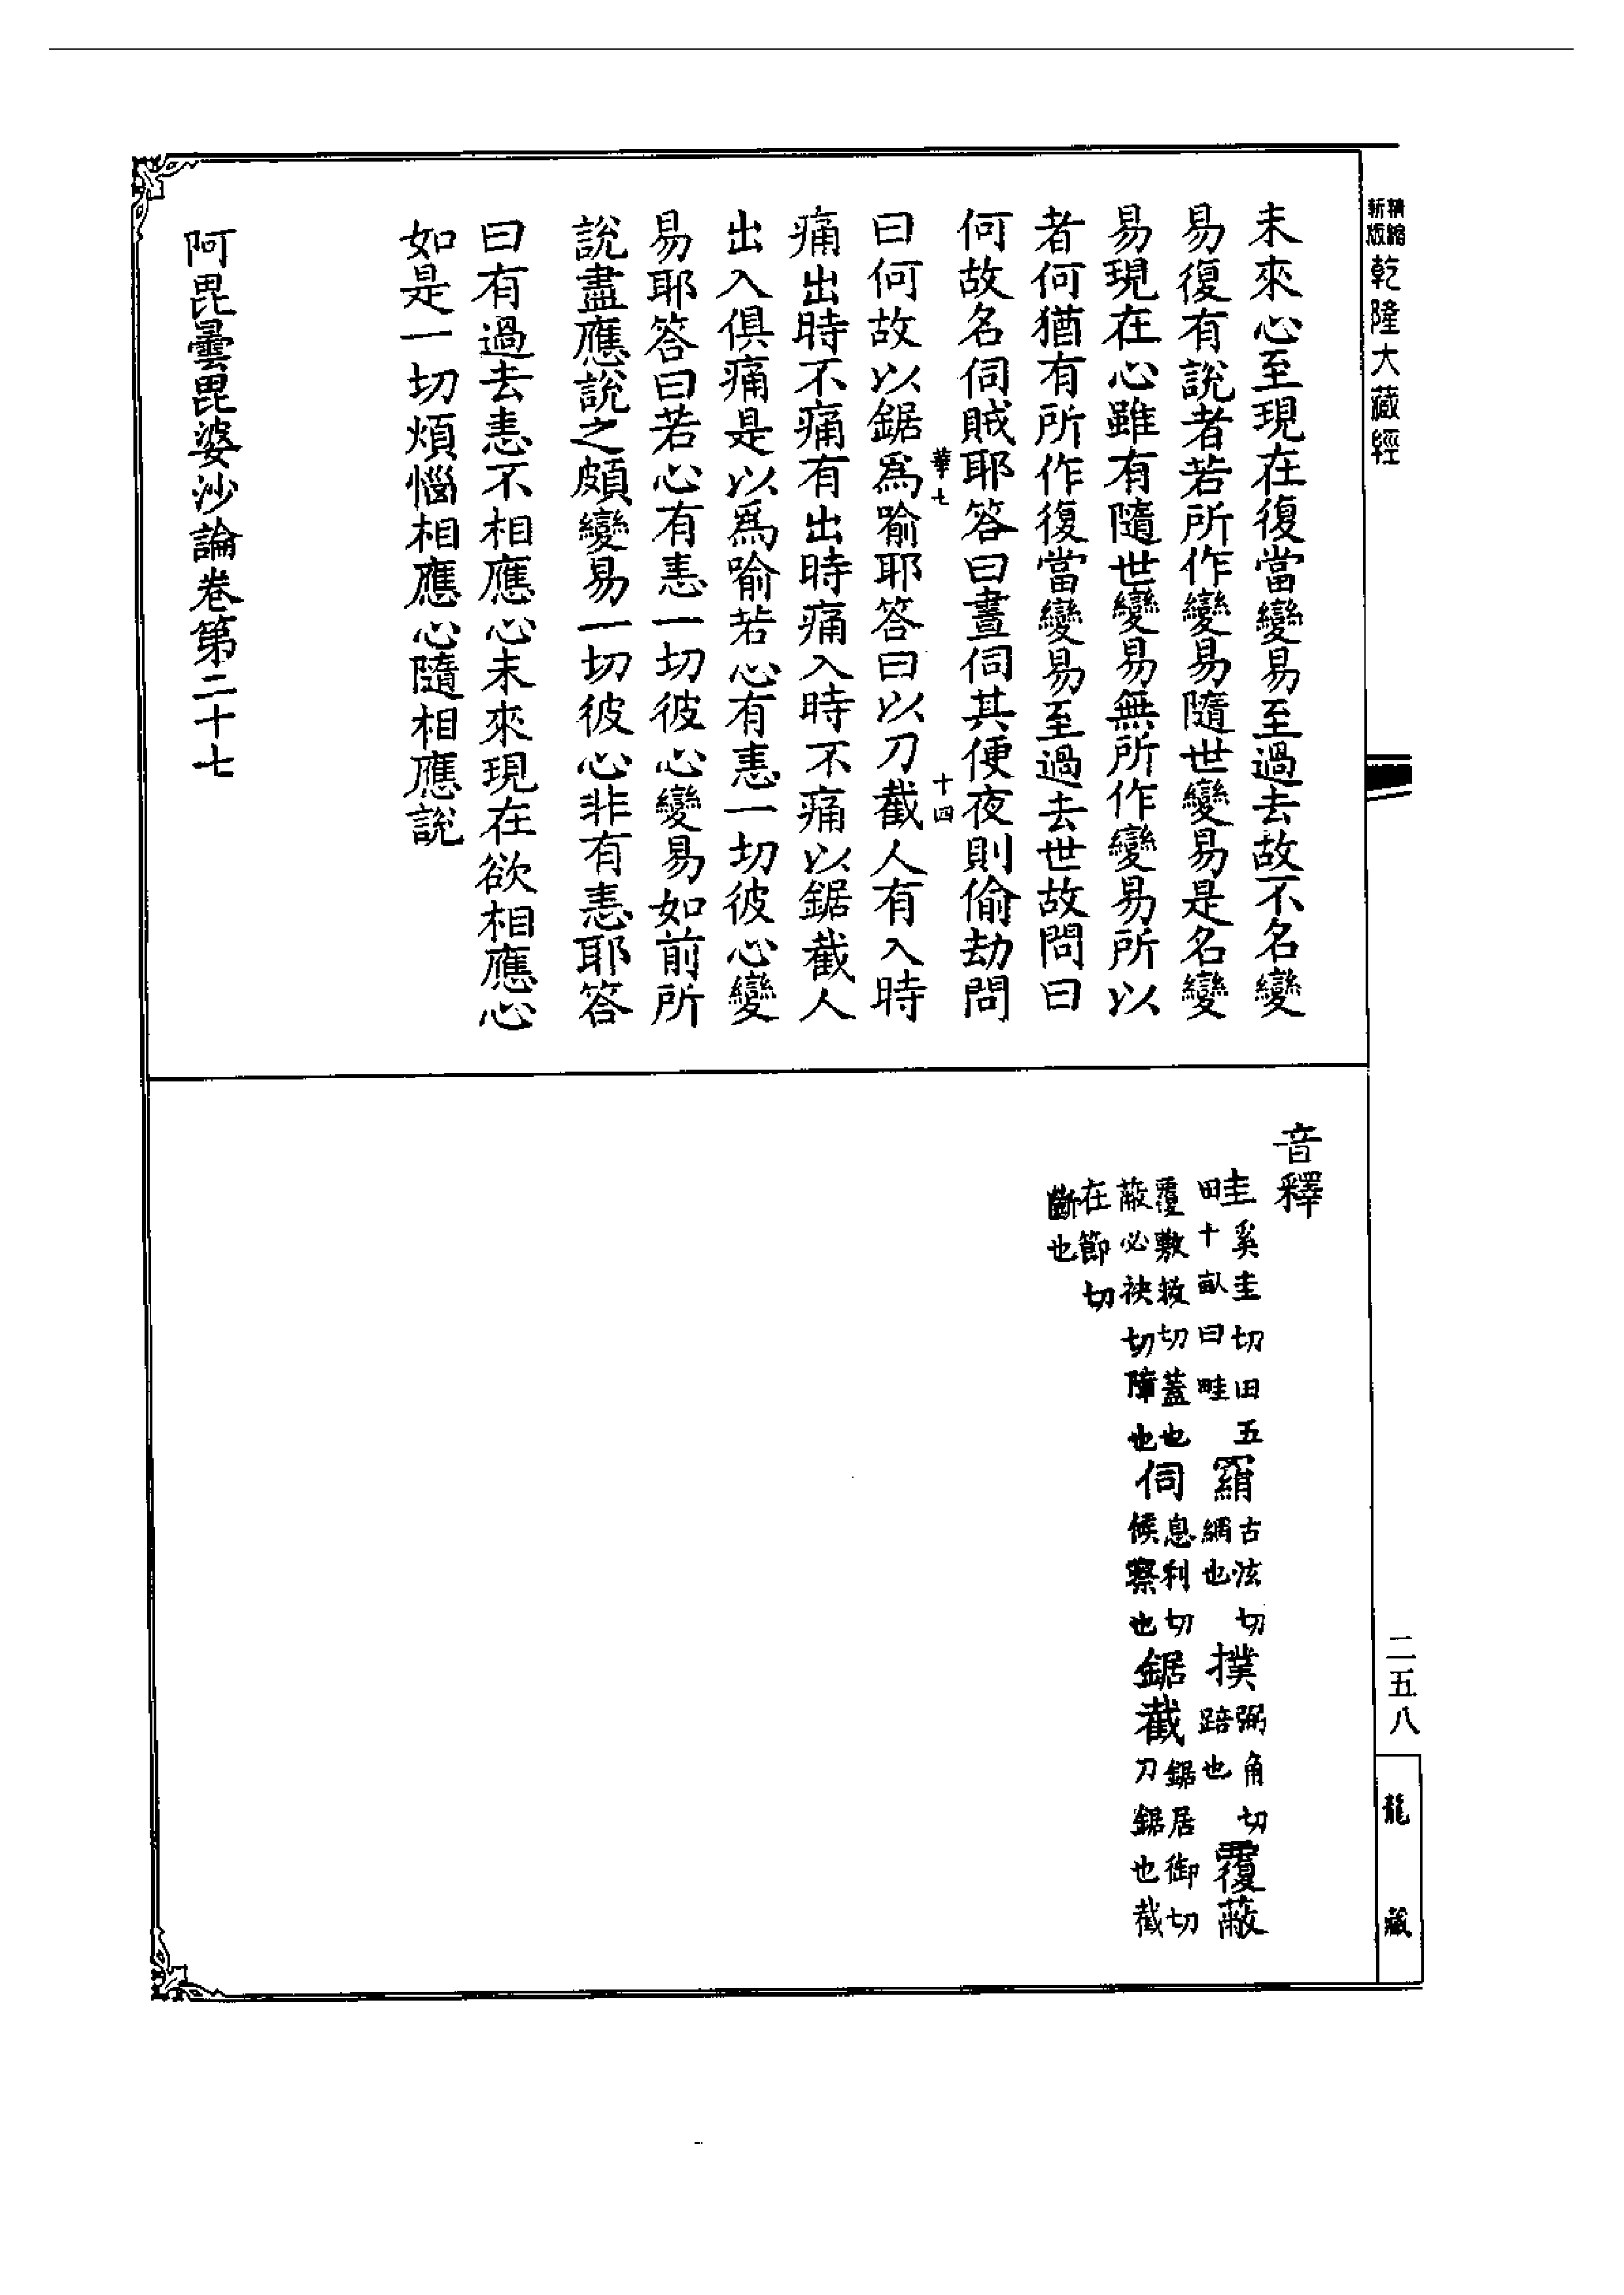 精縮
新版
乾隆大藏經
未來心至現在復當變易至過去故不名變
易復有說者若所作變易隨世變易是名變
易現在心雖有隨世變易無所作變易所以
者何猶有所作復當變易至過去世故問曰
何故名伺賊耶答曰晝伺其便夜則偷劫問
華七
十四
曰何故以鋸爲喻耶答曰以刀截人有入時
痛出時不痛有出時痛入時不痛以鋸截人
出入俱痛是以爲喻若心有恚一切彼心變
易耶答曰若心有恚一切彼心變易如前所
說盡應說之頗變易一切彼心非有恚耶答
曰有過去恚不相應心未來現在欲相應心
如是一切煩惱相應心隨相應說
阿毘曇毘婆沙論卷第二十七
音釋
畦奚圭切田五
十畝曰畦
罥古泫切
網也
撲弼角切
踣也
覆蔽
覆敷救切蓋也
蔽必袂切障也
伺息利切
候察也
鋸截
鋸居御切
刀鋸也截
在節切
斷也
二五八
龍藏